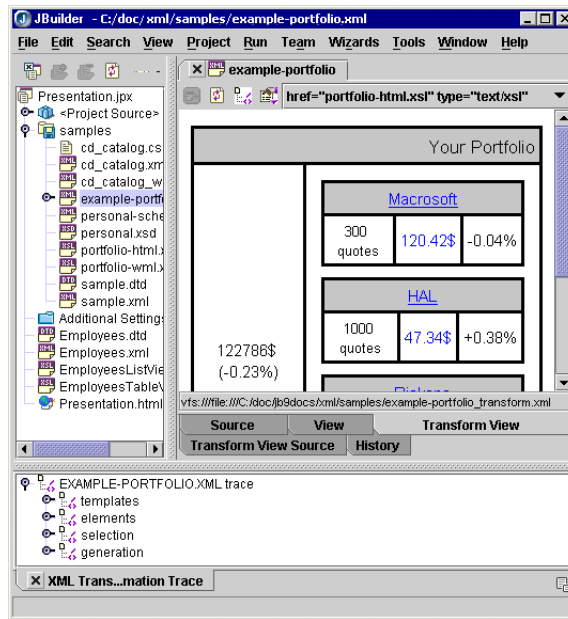 JBuilder - C:/doc/xml/samples/example-portfolio.xml
File Edit Search View Project Run Team Wizards Tools Window Help
example-portfolio
Presentation.jpx
<Project Source>
samples
cd_catalog.cs
cd_catalog.xm
cd_catalog_w
example-portf
personal-sche
personal.xsd
portfolio-html.x
portfolio-wml.x
sample.dtd
sample.xml
Additional Setting
Employees.dtd
Employees.xml
EmployeesListVie
EmployeesTable
Presentation.html
href="portfolio-html.xsl" type="text/xsl"
Your Portfolio
122786$
(-0.23%)
Macrosoft
300 quotes 120.42$ -0.04%
HAL
1000 quotes 47.34$ +0.38%
vfs:///file:///C:/doc/jb9docs/xml/samples/example-portfolio_transform.xml
Source View Transform View
Transform View Source History
EXAMPLE-PORTFOLIO.XML trace
templates
elements
selection
generation
XML Trans...mation Trace